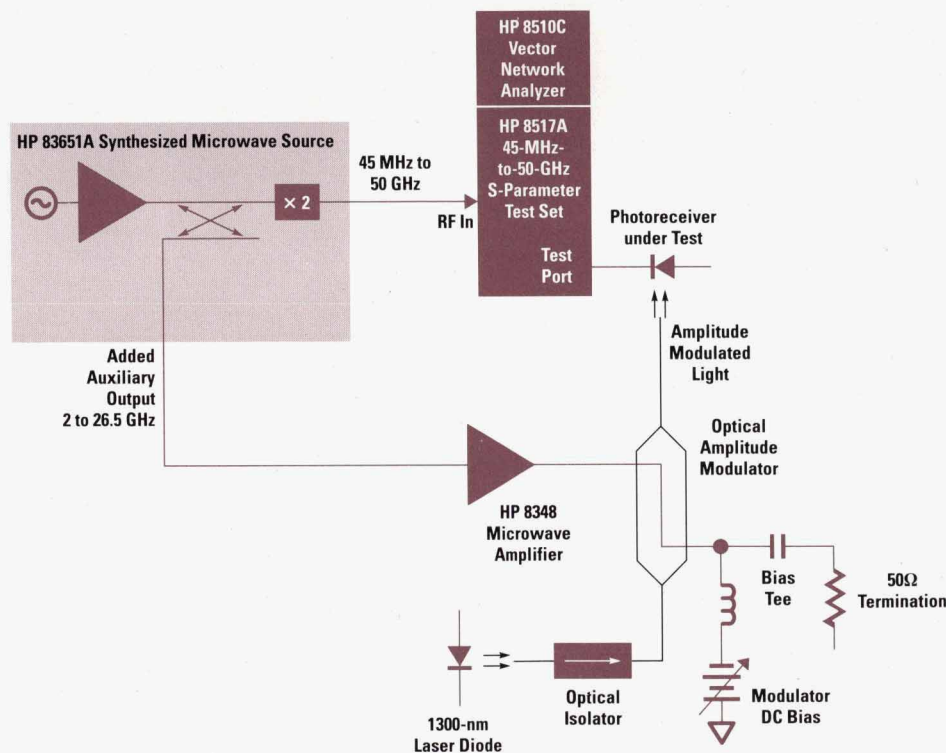 HP 8510C
Vector
Network
Analyzer
HP 83651A Synthesized Microwave Source
× 2
45 MHz to
50 GHz
RF In
HP 8517A
45-MHz-
to-50-GHz
S-Parameter
Test Set
Test
Port
Photoreceiver
under Test
Amplitude
Modulated
Light
Added
Auxiliary
Output
2 to 26.5 GHz
Optical
Amplitude
Modulator
HP 8348
Microwave
Amplifier
Bias
Tee
50Ω
Termination
1300-nm
Laser Diode
Optical
Isolator
Modulator
DC Bias